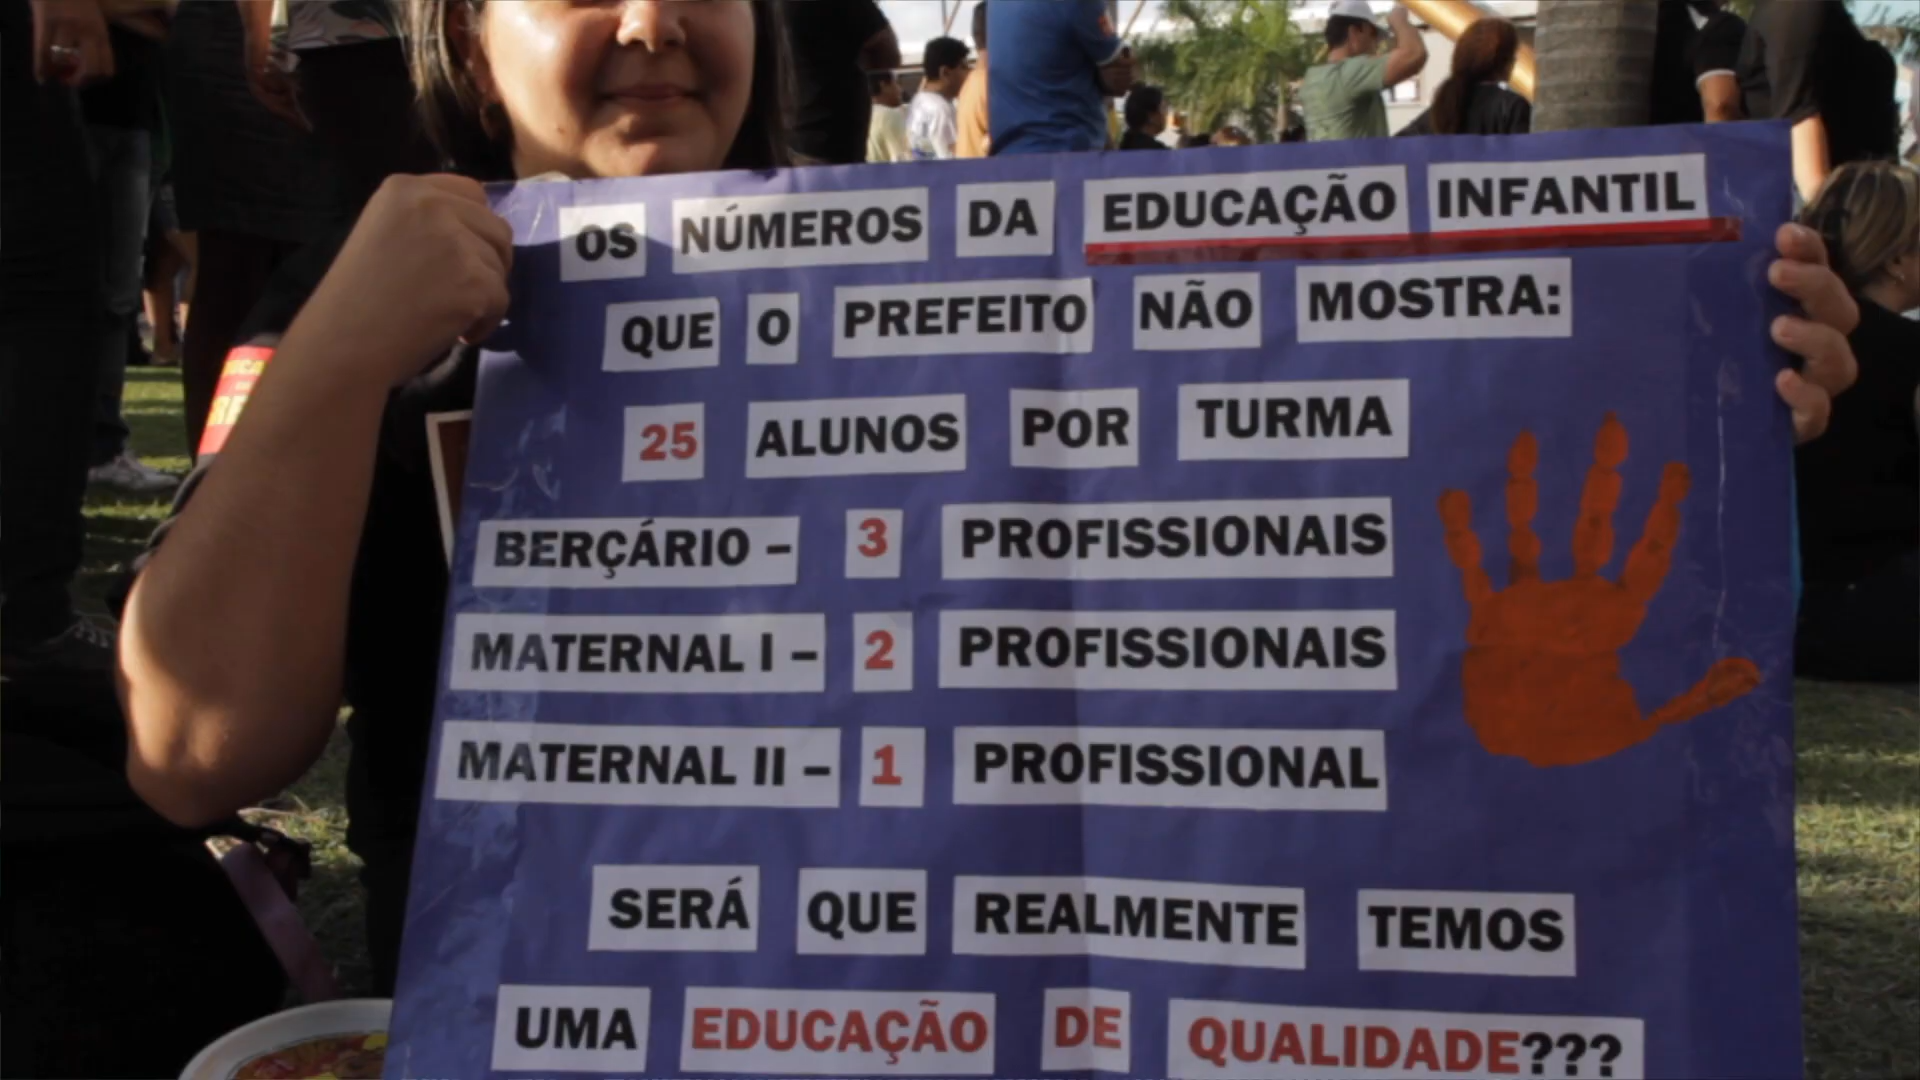 OS NÚMEROS DA EDUCAÇÃO INFANTIL
QUE O PREFEITO NÃO MOSTRA:
25 ALUNOS POR TURMA
BERÇÁRIO – 3 PROFISSIONAIS
MATERNAL I – 2 PROFISSIONAIS
MATERNAL II – 1 PROFISSIONAL
SERÁ QUE REALMENTE TEMOS
UMA EDUCAÇÃO DE QUALIDADE???